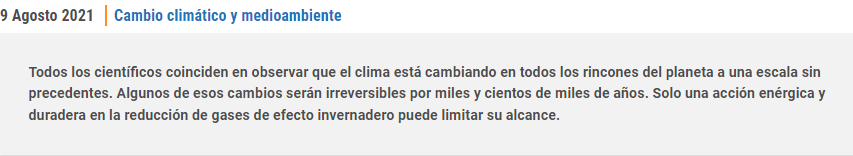 9 Agosto 2021 | Cambio climático y medioambiente
Todos los científicos coinciden en observar que el clima está cambiando en todos los rincones del planeta a una escala sin
precedentes. Algunos de esos cambios serán irreversibles por miles y cientos de miles de años. Solo una acción enérgica y
duradera en la reducción de gases de efecto invernadero puede limitar su alcance.